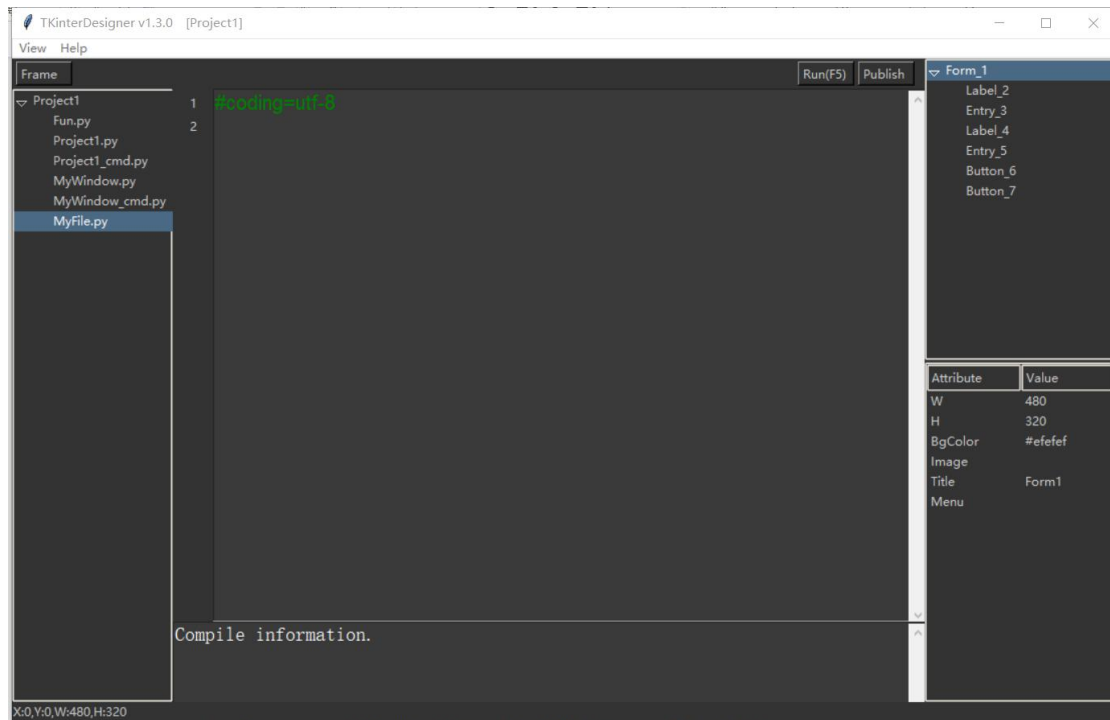 TKinterDesigner v1.3.0 [Project1]
View Help
Frame
Run(F5) Publish
Project1
Fun.py
Project1.py
Project1_cmd.py
MyWindow.py
MyWindow_cmd.py
MyFile.py
1 #coding=utf-8
2
Compile information.
Form_1
Label_2
Entry_3
Label_4
Entry_5
Button_6
Button_7
Attribute Value
W 480
H 320
BgColor #efefef
Image
Title Form1
Menu
X:0,Y:0,W:480,H:320